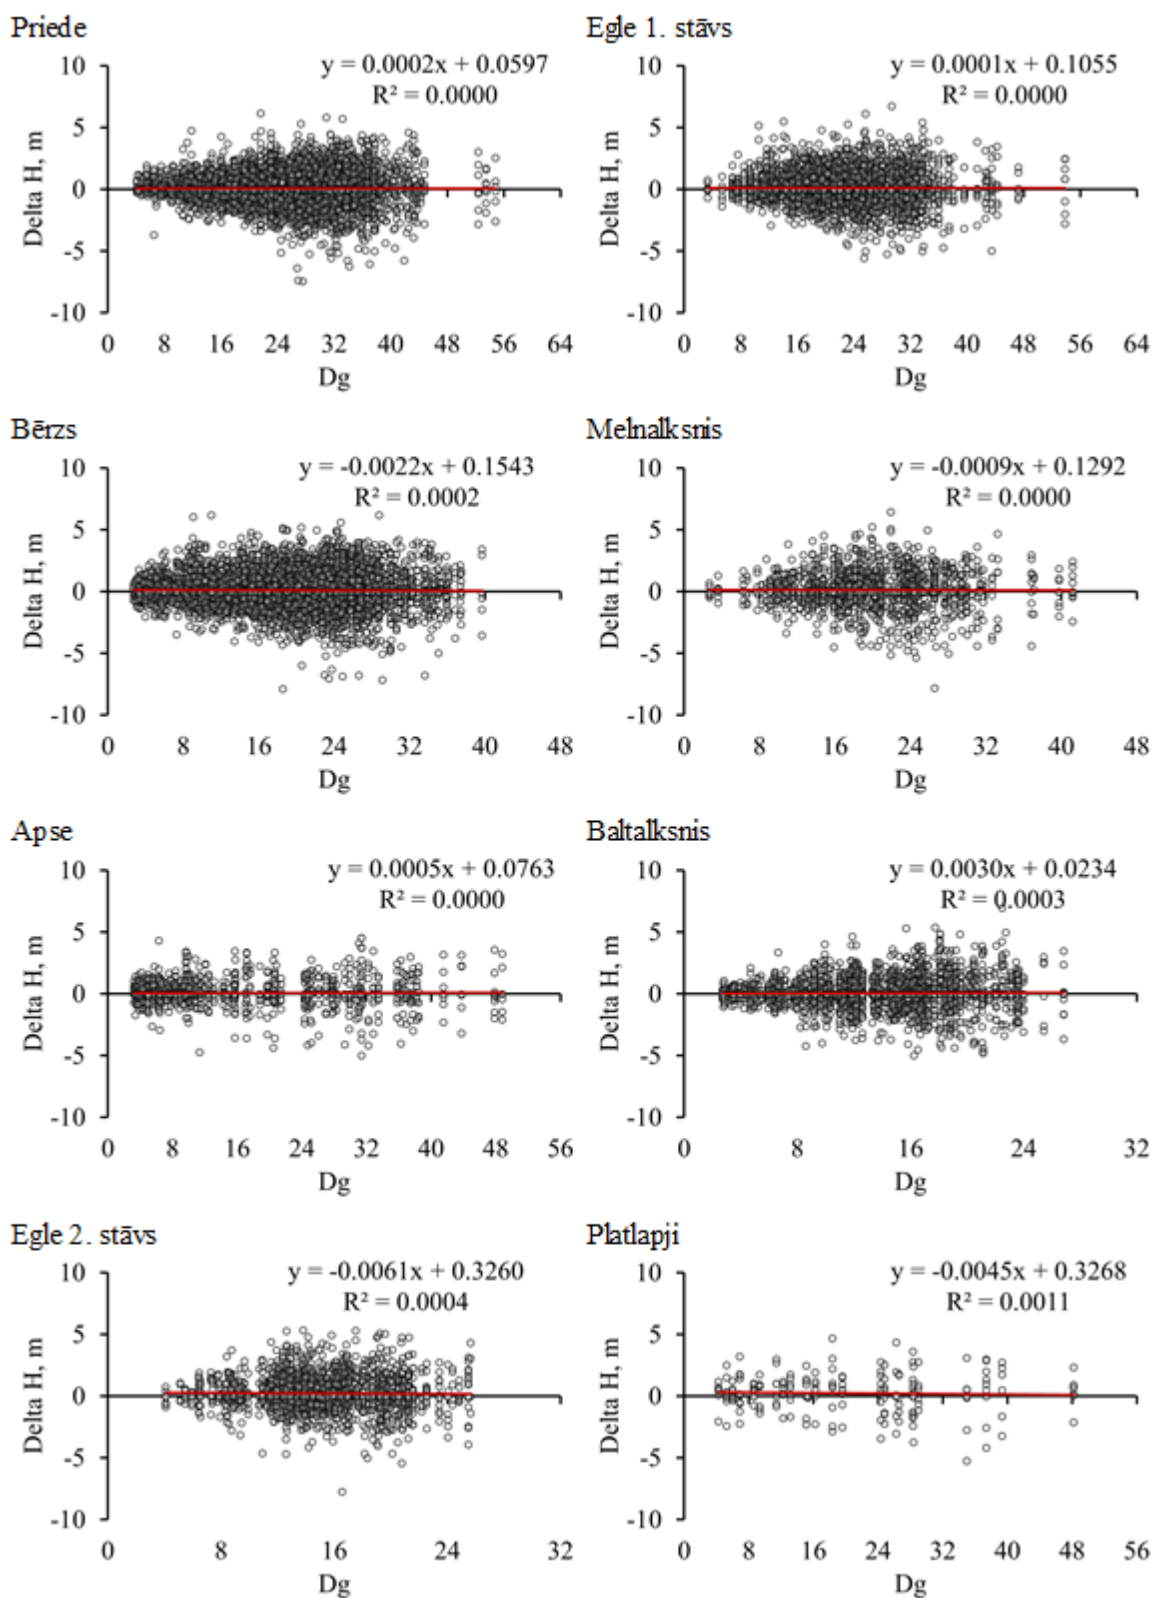 Priede
y = 0.0002x + 0.0597
R² = 0.0000
Delta H, m
10
5
0
-5
-10
0 8 16 24 32 40 48 56 64
Dg
Egle 1. stāvs
y = 0.0001x + 0.1055
R² = 0.0000
Delta H, m
10
5
0
-5
-10
0 8 16 24 32 40 48 56 64
Dg
Bērzs
y = -0.0022x + 0.1543
R² = 0.0002
Delta H, m
10
5
0
-5
-10
0 8 16 24 32 40 48
Dg
Melnalksnis
y = -0.0009x + 0.1292
R² = 0.0000
Delta H, m
10
5
0
-5
-10
0 8 16 24 32 40 48
Dg
Apse
y = 0.0005x + 0.0763
R² = 0.0000
Delta H, m
10
5
0
-5
-10
0 8 16 24 32 40 48 56
Dg
Baltalksnis
y = 0.0030x + 0.0234
R² = 0.0003
Delta H, m
10
5
0
-5
-10
0 8 16 24 32
Dg
Egle 2. stāvs
y = -0.0061x + 0.3260
R² = 0.0004
Delta H, m
10
5
0
-5
-10
0 8 16 24 32
Dg
Platlapji
y = -0.0045x + 0.3268
R² = 0.0011
Delta H, m
10
5
0
-5
-10
0 8 16 24 32 40 48 56
Dg